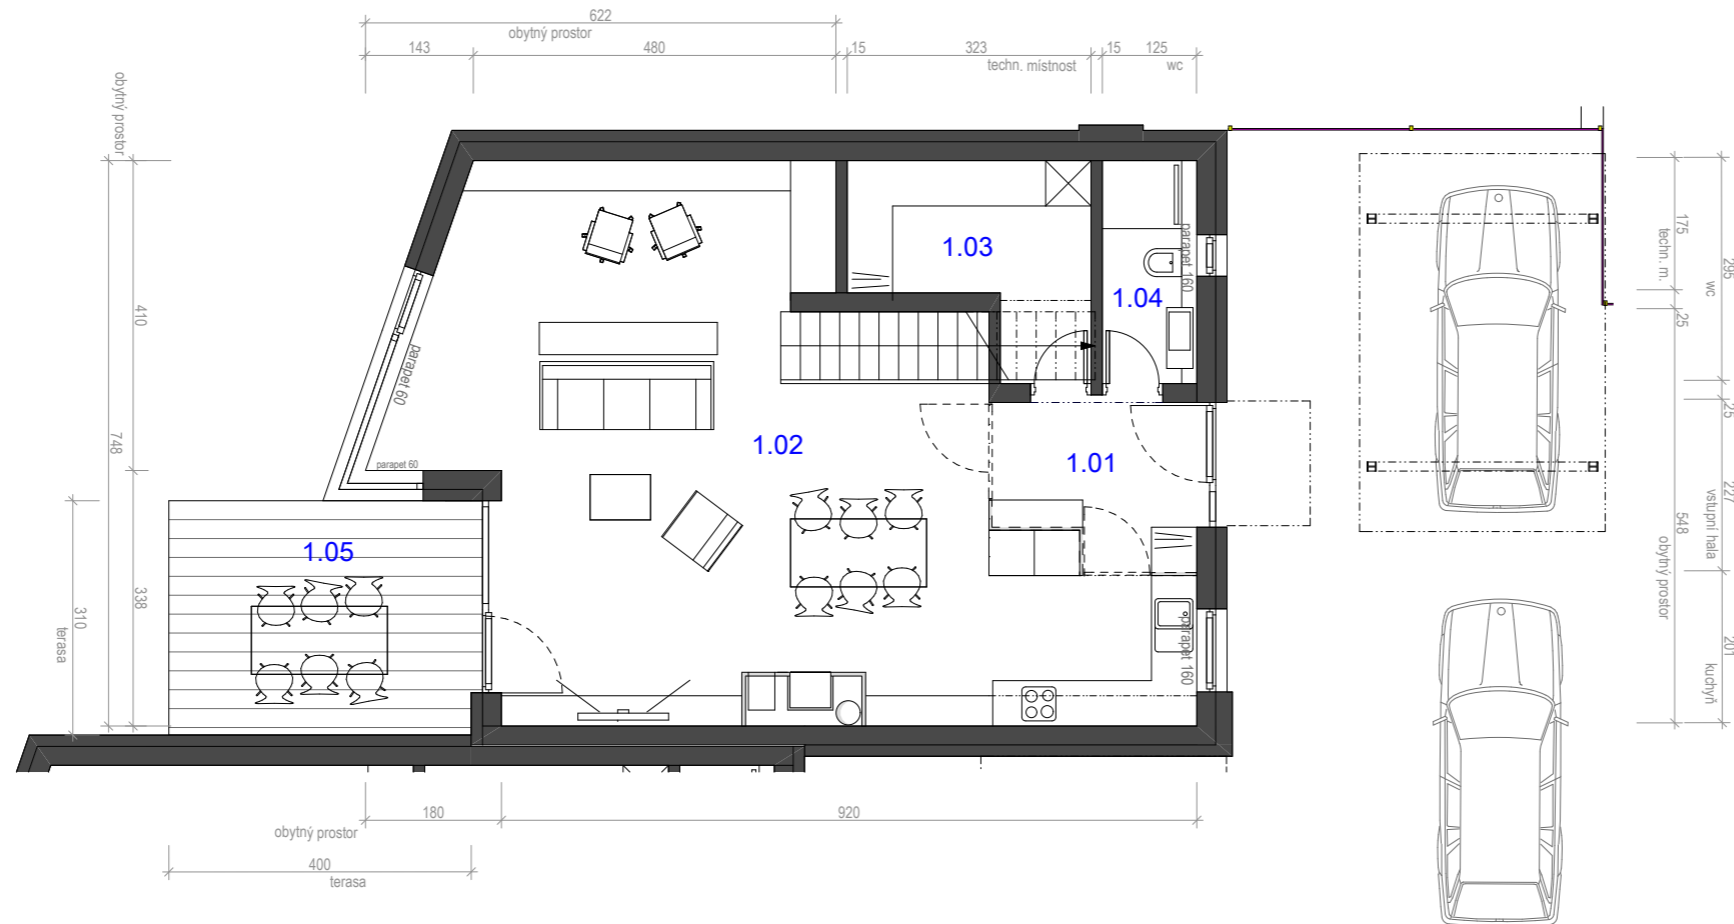 622
obytný prostor
143
480
15
323
15
125
techn. místnost
wc
obytný prostor
410
748
338
310
terasa
1.03
1.04
parapet 160
parapet 60
parapet 60
1.02
1.01
1.05
parapet 160
175
techn. m.
295
wc
25
25
227
vstupní hala
548
obytný prostor
201
kuchyň
180
920
obytný prostor
400
terasa